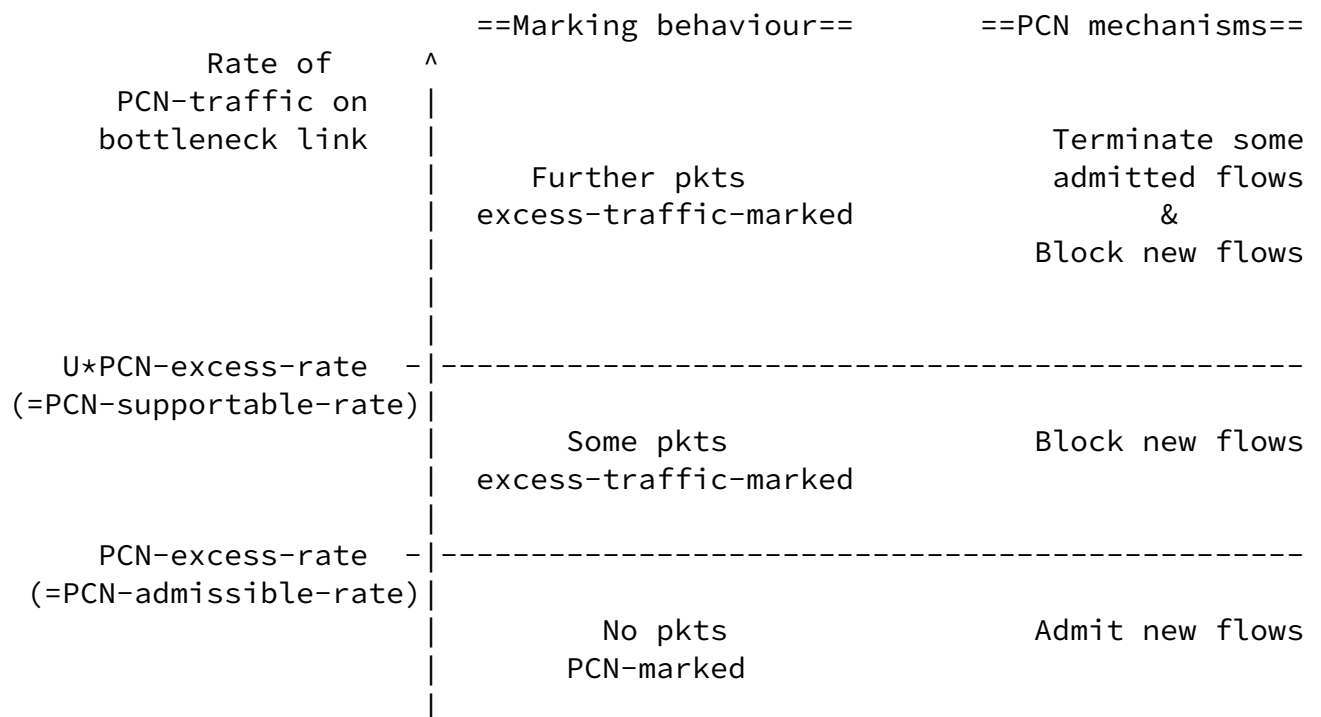 ==Marking behaviour== ==PCN mechanisms==
Rate of ^
PCN-traffic on |
bottleneck link | Terminate some
| Further pkts admitted flows
| excess-traffic-marked &
| Block new flows
|
|
U*PCN-excess-rate -|------------------------------------------------
(=PCN-supportable-rate)|
| Some pkts Block new flows
| excess-traffic-marked
|
PCN-excess-rate -|------------------------------------------------
(=PCN-admissible-rate)|
| No pkts Admit new flows
| PCN-marked
|